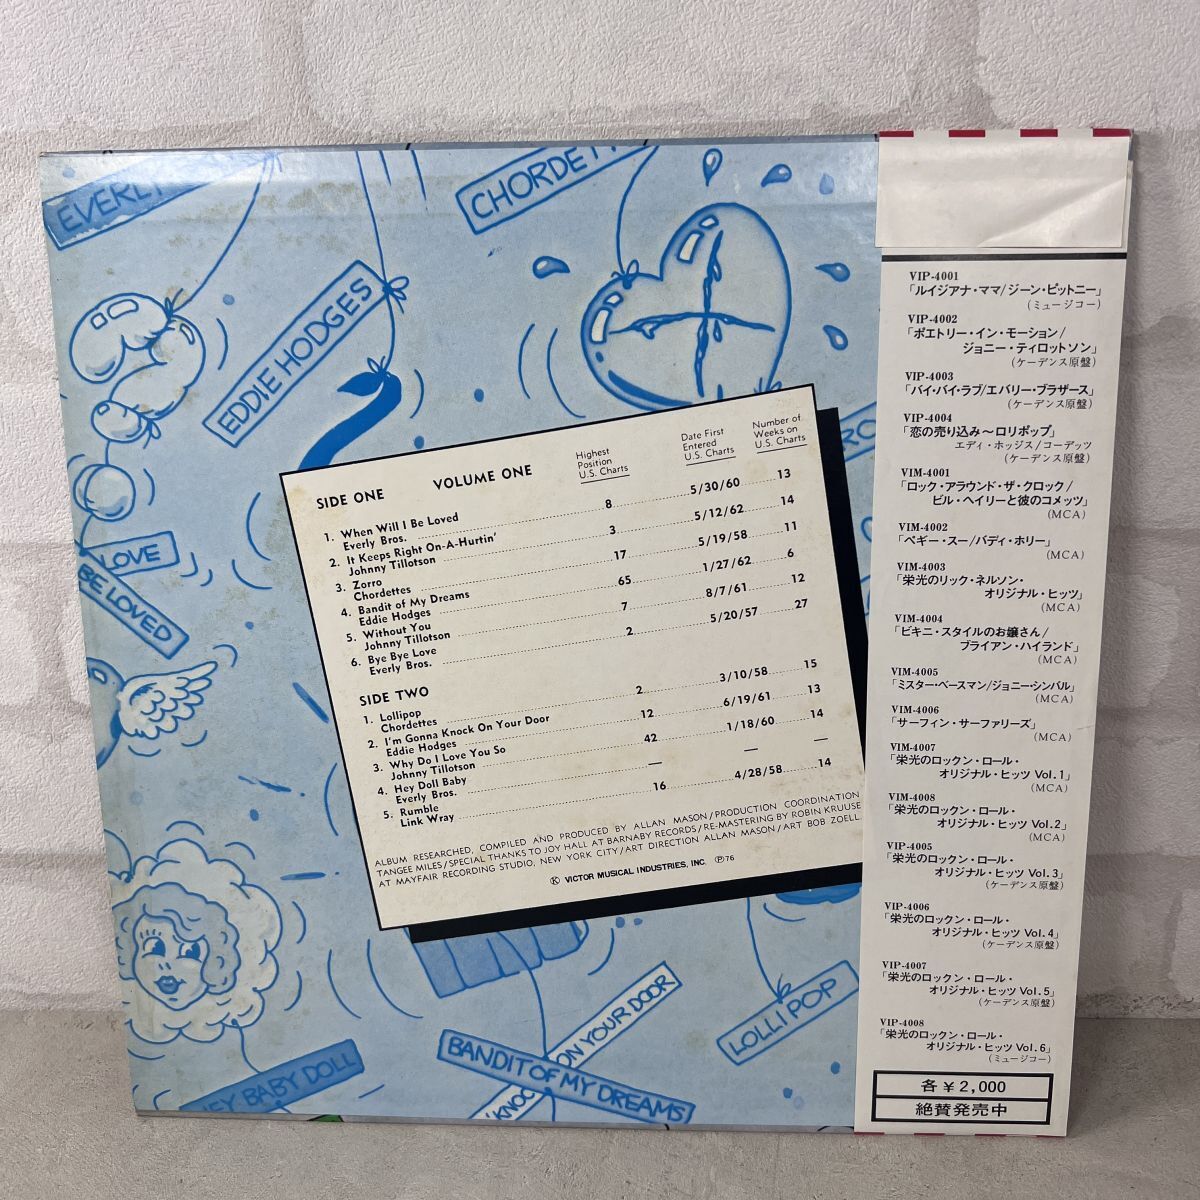 CHORDE
EDDIE HODGES
LOVE
BE LOVED
SIDE ONE VOLUME ONE
Highest Position U.S. Charts
Date First Entered U.S. Charts
Number of Weeks on U.S. Charts
1. When Will I Be Loved
Everly Bros. 8 5/30/60 13
2. It Keeps Right On-A-Hurtin'
Johnny Tillotson 3 5/12/62 14
3. Zorro
Chordettes 17 5/19/58 11
4. Bandit of My Dreams
Eddie Hodges 65 1/27/62 6
5. Without You
Johnny Tillotson 7 8/7/61 12
6. Bye Bye Love
Everly Bros. 2 5/20/57 27
SIDE TWO
1. Lollipop
Chordettes 2 3/10/58 15
2. I'm Gonna Knock On Your Door
Eddie Hodges 12 6/19/61 13
3. Why Do I Love You So
Johnny Tillotson 42 1/18/60 14
4. Hey Doll Baby
Everly Bros. — — —
5. Rumble
Link Wray 16 4/28/58 14
ALBUM RESEARCHED, COMPILED AND PRODUCED BY ALLAN MASON/PRODUCTION COORDINATION
TANGEE MILES/SPECIAL THANKS TO JOY HALL AT BARNABY RECORDS/RE-MASTERING BY ROBIN KRUUSE
AT MAYFAIR RECORDING STUDIO, NEW YORK CITY/ART DIRECTION ALLAN MASON/ART BOB ZOELL
Ⓚ VICTOR MUSICAL INDUSTRIES, INC. Ⓟ76
ON YOUR DOOR
LOLLIPOP
BANDIT OF MY DREAMS
EY BABY DOLL
VIP-4001
「ルイジアナ・ママ/ジーン・ピットニー」
(ミュージコー)
VIP-4002
「ポエトリー・イン・モーション/
ジョニー・ティロットソン」
(ケーデンス原盤)
VIP-4003
「バイ・バイ・ラブ/エバリー・ブラザース」
(ケーデンス原盤)
VIP-4004
「恋の売り込み〜ロリポップ」
エディ・ホッジス/コーデッツ
(ケーデンス原盤)
VIM-4001
「ロック・アラウンド・ザ・クロック/
ビル・ヘイリーと彼のコメッツ」
(MCA)
VIM-4002
「ペギー・スー/バディ・ホリー」
(MCA)
VIM-4003
「栄光のリック・ネルソン・
オリジナル・ヒッツ」
(MCA)
VIM-4004
「ビキニ・スタイルのお嬢さん/
ブライアン・ハイランド」
(MCA)
VIM-4005
「ミスター・ベースマン/ジョニー・シンバル」
(MCA)
VIM-4006
「サーフィン・サーファリーズ」
(MCA)
VIM-4007
「栄光のロックン・ロール・
オリジナル・ヒッツ Vol.1」
(MCA)
VIM-4008
「栄光のロックン・ロール・
オリジナル・ヒッツ Vol.2」
(MCA)
VIP-4005
「栄光のロックン・ロール・
オリジナル・ヒッツ Vol.3」
(ケーデンス原盤)
VIP-4006
「栄光のロックン・ロール・
オリジナル・ヒッツ Vol.4」
(ケーデンス原盤)
VIP-4007
「栄光のロックン・ロール・
オリジナル・ヒッツ Vol.5」
(ケーデンス原盤)
VIP-4008
「栄光のロックン・ロール・
オリジナル・ヒッツ Vol.6」
(ミュージコー)
各￥2,000
絶賛発売中